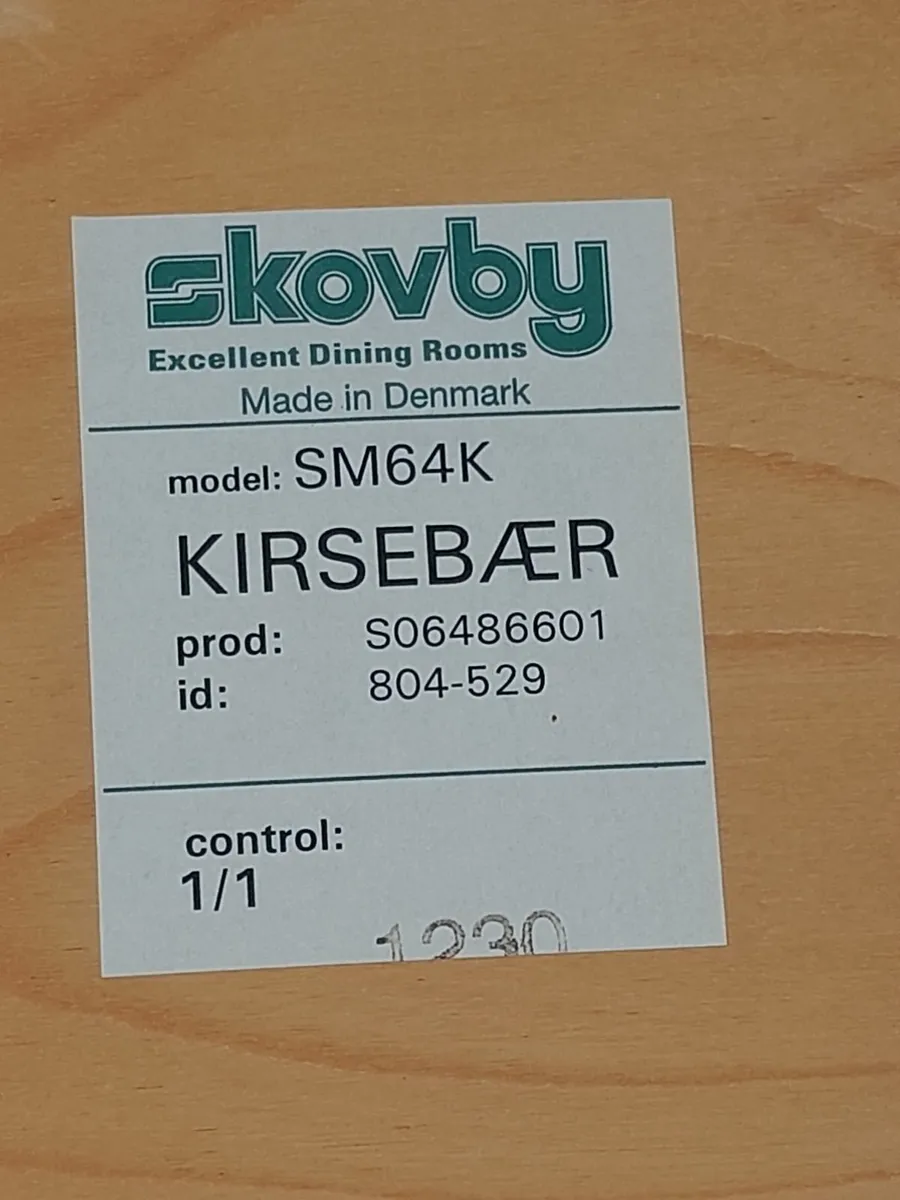 skovby
Excellent Dining Rooms
Made in Denmark
model: SM64K
KIRSEBÆR
prod: S06486601
id: 804-529
control:
1/1
1230